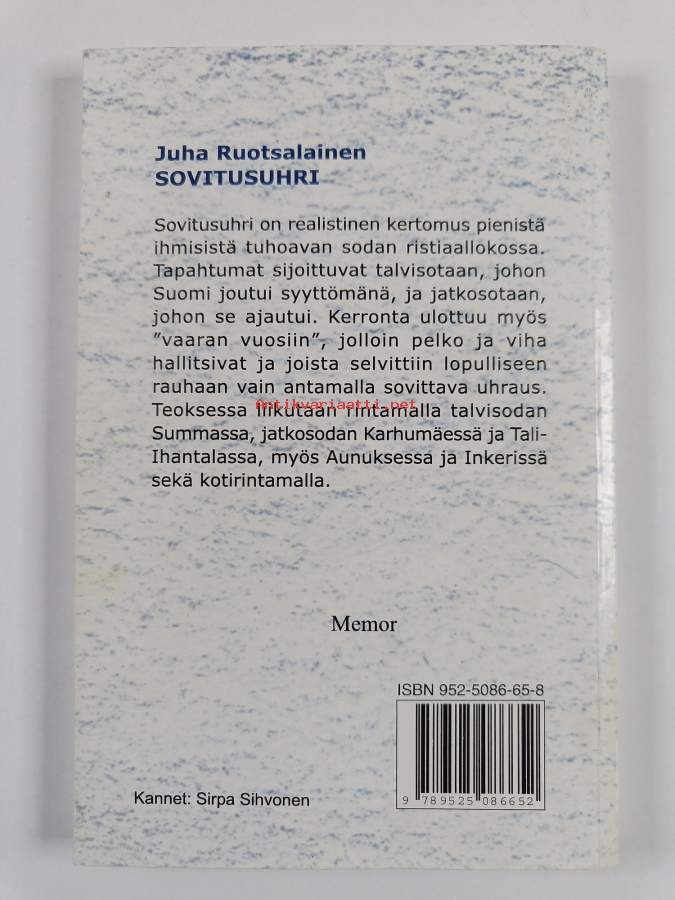 Juha Ruotsalainen
SOVITUSUHRI
Sovitusuhri on realistinen kertomus pienistä
ihmisistä tuhoavan sodan ristiaallokossa.
Tapahtumat sijoittuvat talvisotaan, johon
Suomi joutui syyttömänä, ja jatkosotaan,
johon se ajautui. Kerronta ulottuu myös
”vaaran vuosiin”, jolloin pelko ja viha
hallitsivat ja joista selvittiin lopulliseen
rauhaan vain antamalla sovittava uhraus.
Antikvariaatti.net
Teoksessa liikutaan rintamalla talvisodan
Summassa, jatkosodan Karhumäessä ja Tali-
Ihantalassa, myös Aunuksessa ja Inkerissä
sekä kotirintamalla.
Memor
ISBN 952-5086-65-8
9 789525 086652
Kannet: Sirpa Sihvonen